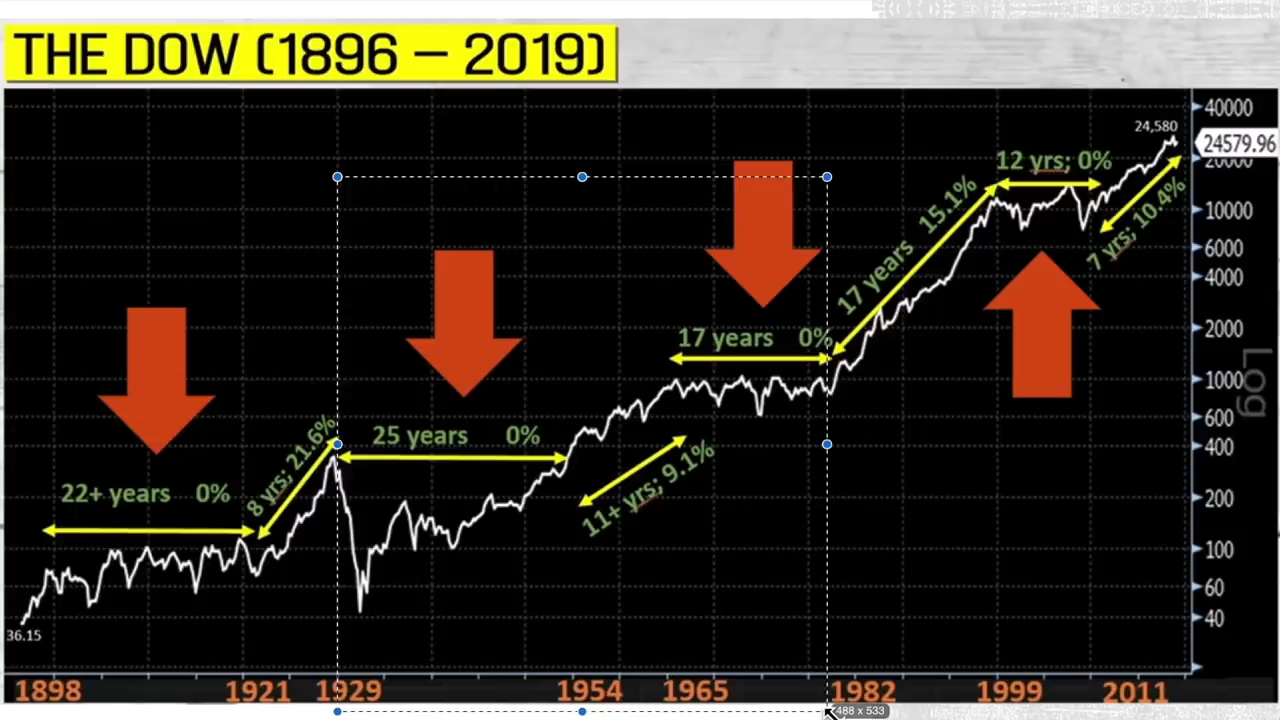 THE DOW (1896 – 2019)
40000
24,580
24579.96
20000
12 yrs; 0%
17 years 15.1%
7 yrs; 10.4%
10000
6000
4000
17 years 0%
2000
1000
Log
600
25 years 0%
400
8 yrs; 21.6%
11+ yrs; 9.1%
22+ years 0%
200
100
60
40
36.15
1898 1921 1929 1954 1965 1982 1999 2011
488 x 533